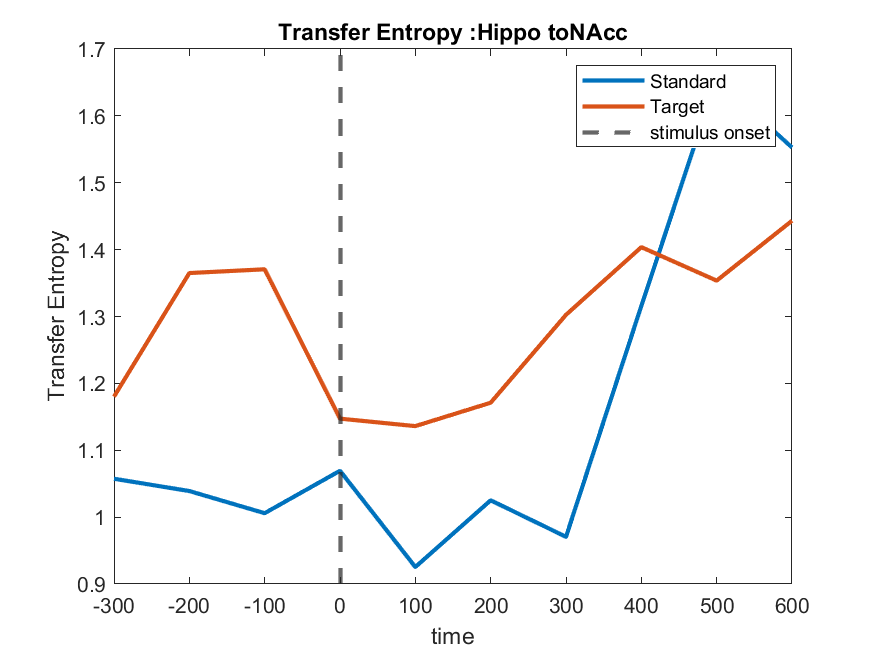 Transfer Entropy :Hippo toNAcc
1.7
1.6
1.5
1.4
1.3
1.2
1.1
1
0.9
Transfer Entropy
Standard
Target
stimulus onset
-300 -200 -100 0 100 200 300 400 500 600
time